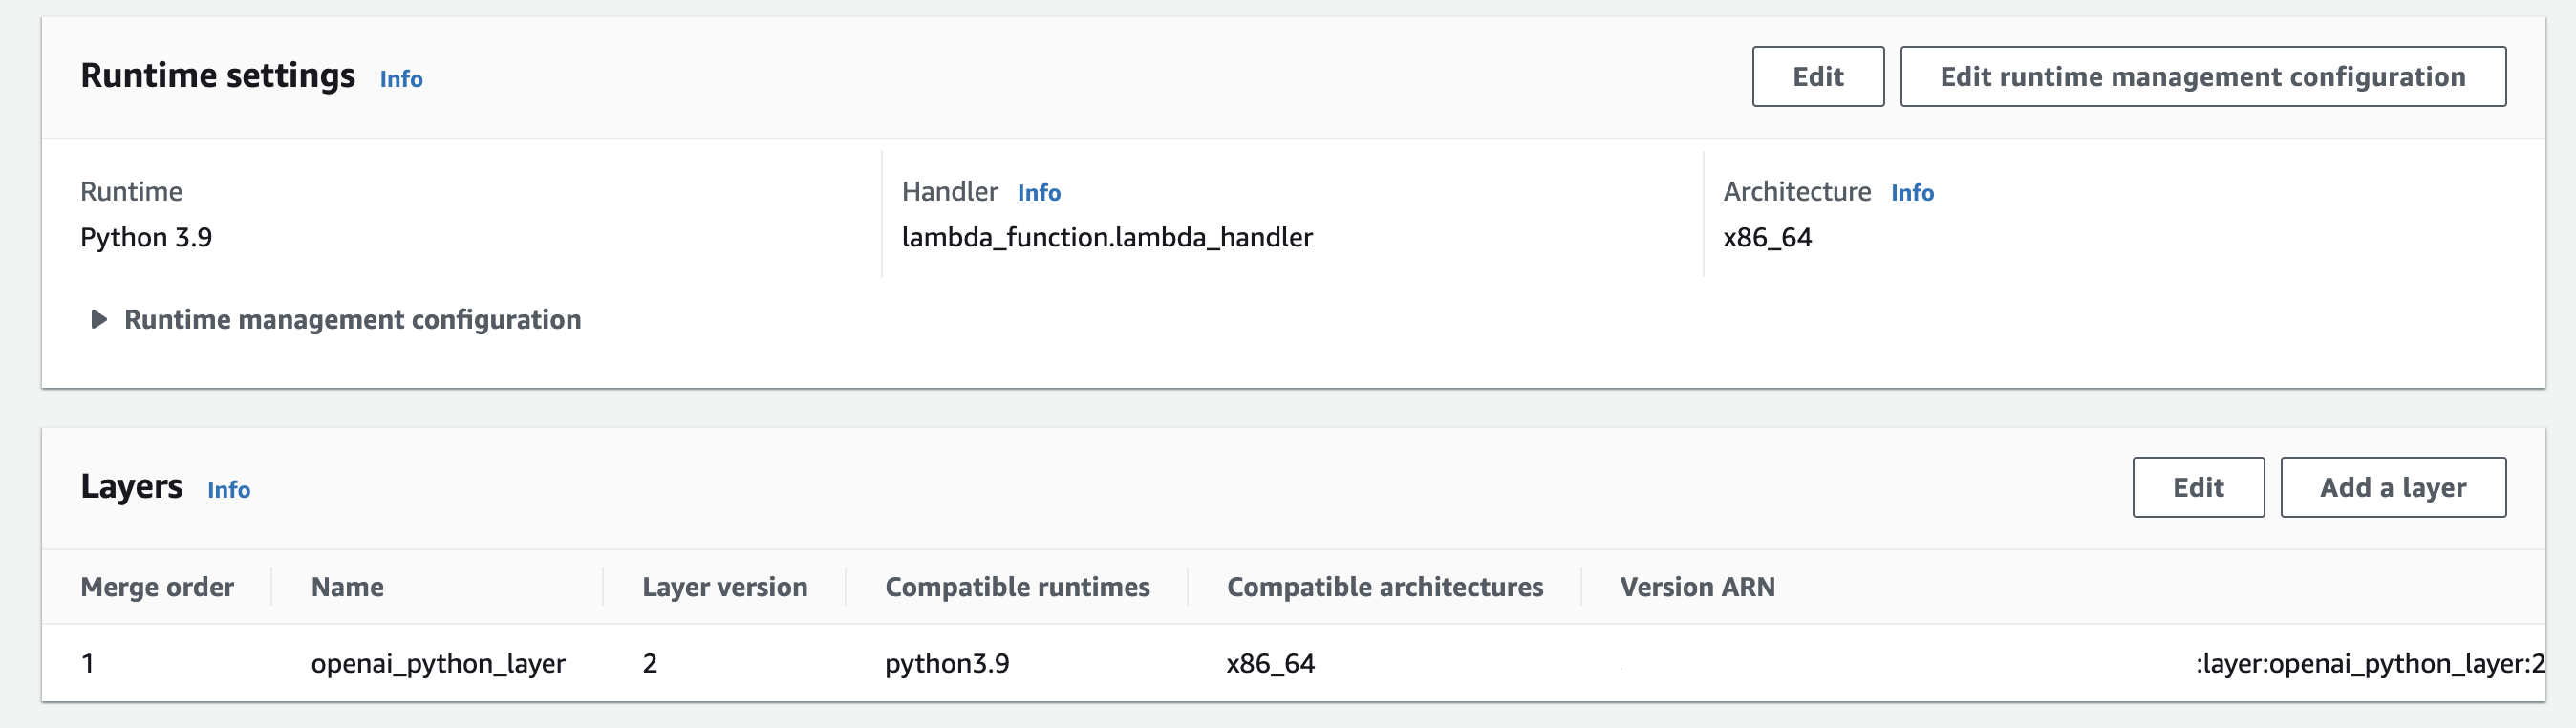 Runtime settings Info Edit Edit runtime management configuration
Runtime Handler Info Architecture Info
Python 3.9 lambda_function.lambda_handler x86_64
Runtime management configuration
Layers Info Edit Add a layer
Merge order Name Layer version Compatible runtimes Compatible architectures Version ARN
1 openai_python_layer 2 python3.9 x86_64 :layer:openai_python_layer:2